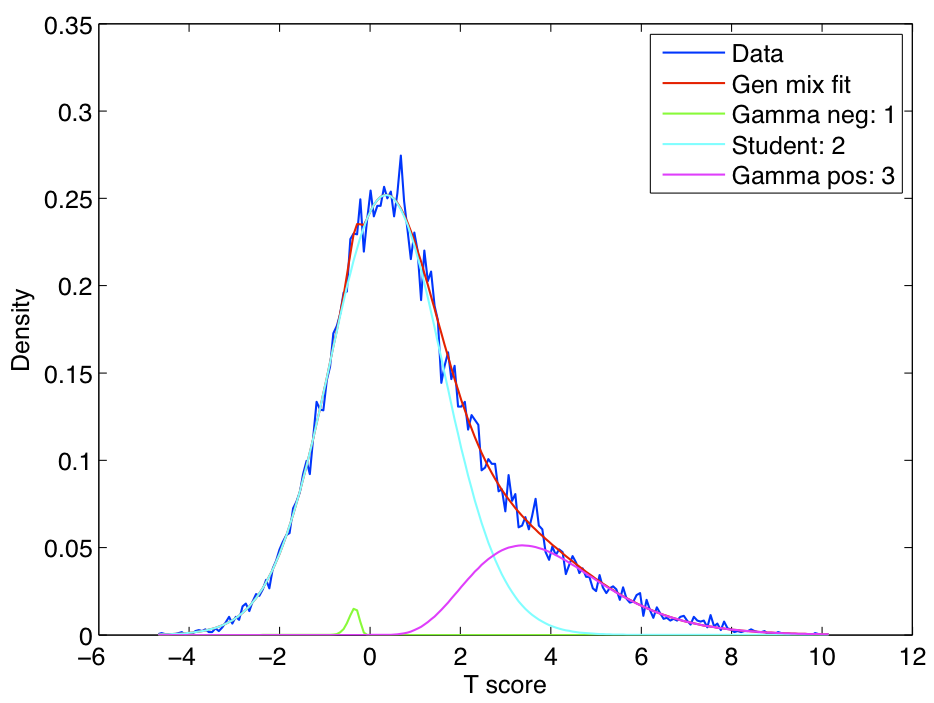 0.35
0.3
0.25
0.2
0.15
0.1
0.05
0
Density
−6 −4 −2 0 2 4 6 8 10 12
T score
Data
Gen mix fit
Gamma neg: 1
Student: 2
Gamma pos: 3